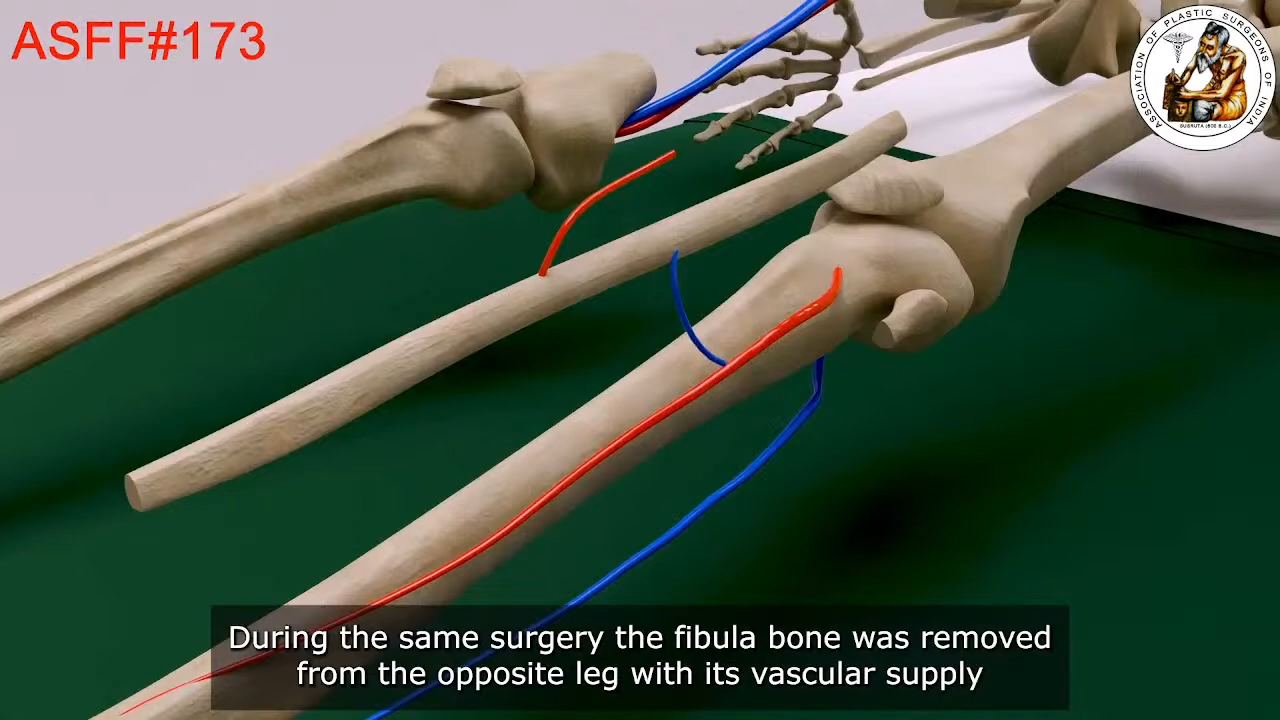 ASFF#173
ASSOCIATION OF PLASTIC SURGEONS OF INDIA
SUSRUTA (600 B.C.)
During the same surgery the fibula bone was removed
from the opposite leg with its vascular supply